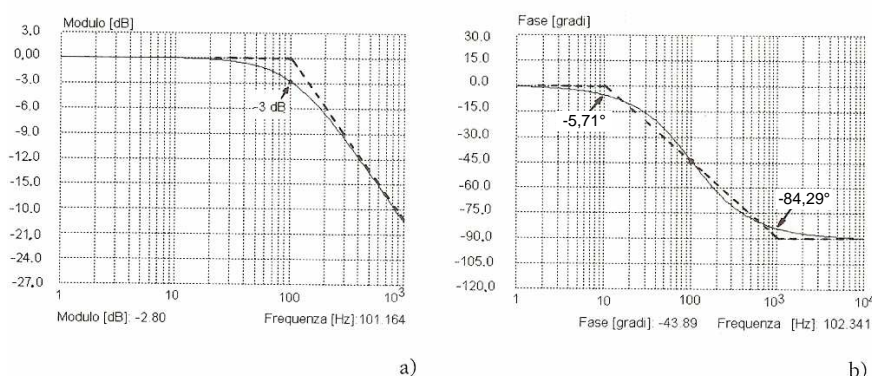 Modulo [dB]
3,0
0,00
-3,0
-6,0
-9,0
-12,0
-15,0
-18,0
-21,0
-24,0
-27,0
~3 dB
1 10 100 10³
Modulo [dB]: -2.80 Frequenza [Hz]:101.164
a)
Fase [gradi]
30.0
15.0
0.0
-15.0
-30.0
-45.0
-60,0
-75,0
-90.0
-105.0
-120,0
-5,71°
-84,29°
1 10 100 10³ 10⁴
Fase [gradi]: -43.89 Frequenza [Hz]: 102.341
b)